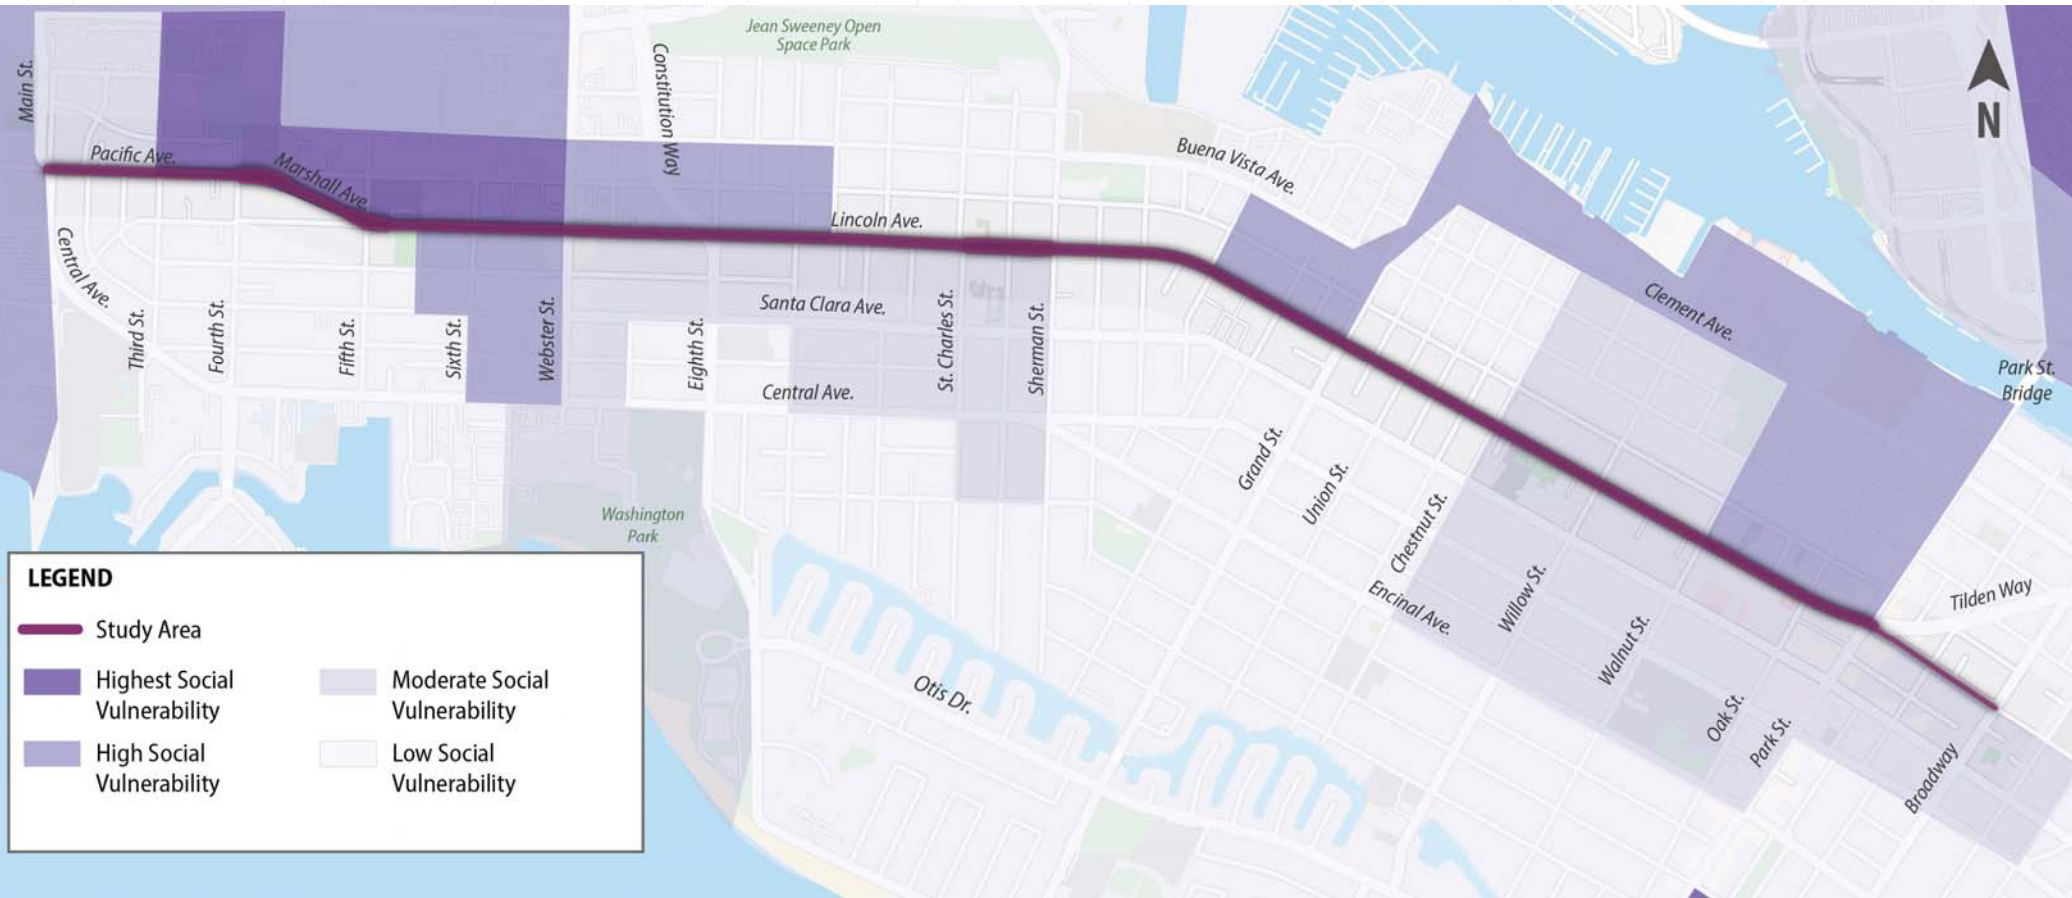 Jean Sweeney Open
Space Park
Main St.
Constitution Way
N
Pacific Ave.
Marshall Ave.
Buena Vista Ave.
Lincoln Ave.
Central Ave.
Third St.
Fourth St.
Fifth St.
Sixth St.
Webster St.
Eighth St.
Santa Clara Ave.
St. Charles St.
Sherman St.
Central Ave.
Clement Ave.
Park St.
Bridge
Grand St.
Union St.
Chestnut St.
Encinal Ave.
Willow St.
Walnut St.
Oak St.
Park St.
Broadway
Tilden Way
Washington
Park
Otis Dr.
LEGEND
Study Area
Highest Social
Vulnerability
High Social
Vulnerability
Moderate Social
Vulnerability
Low Social
Vulnerability